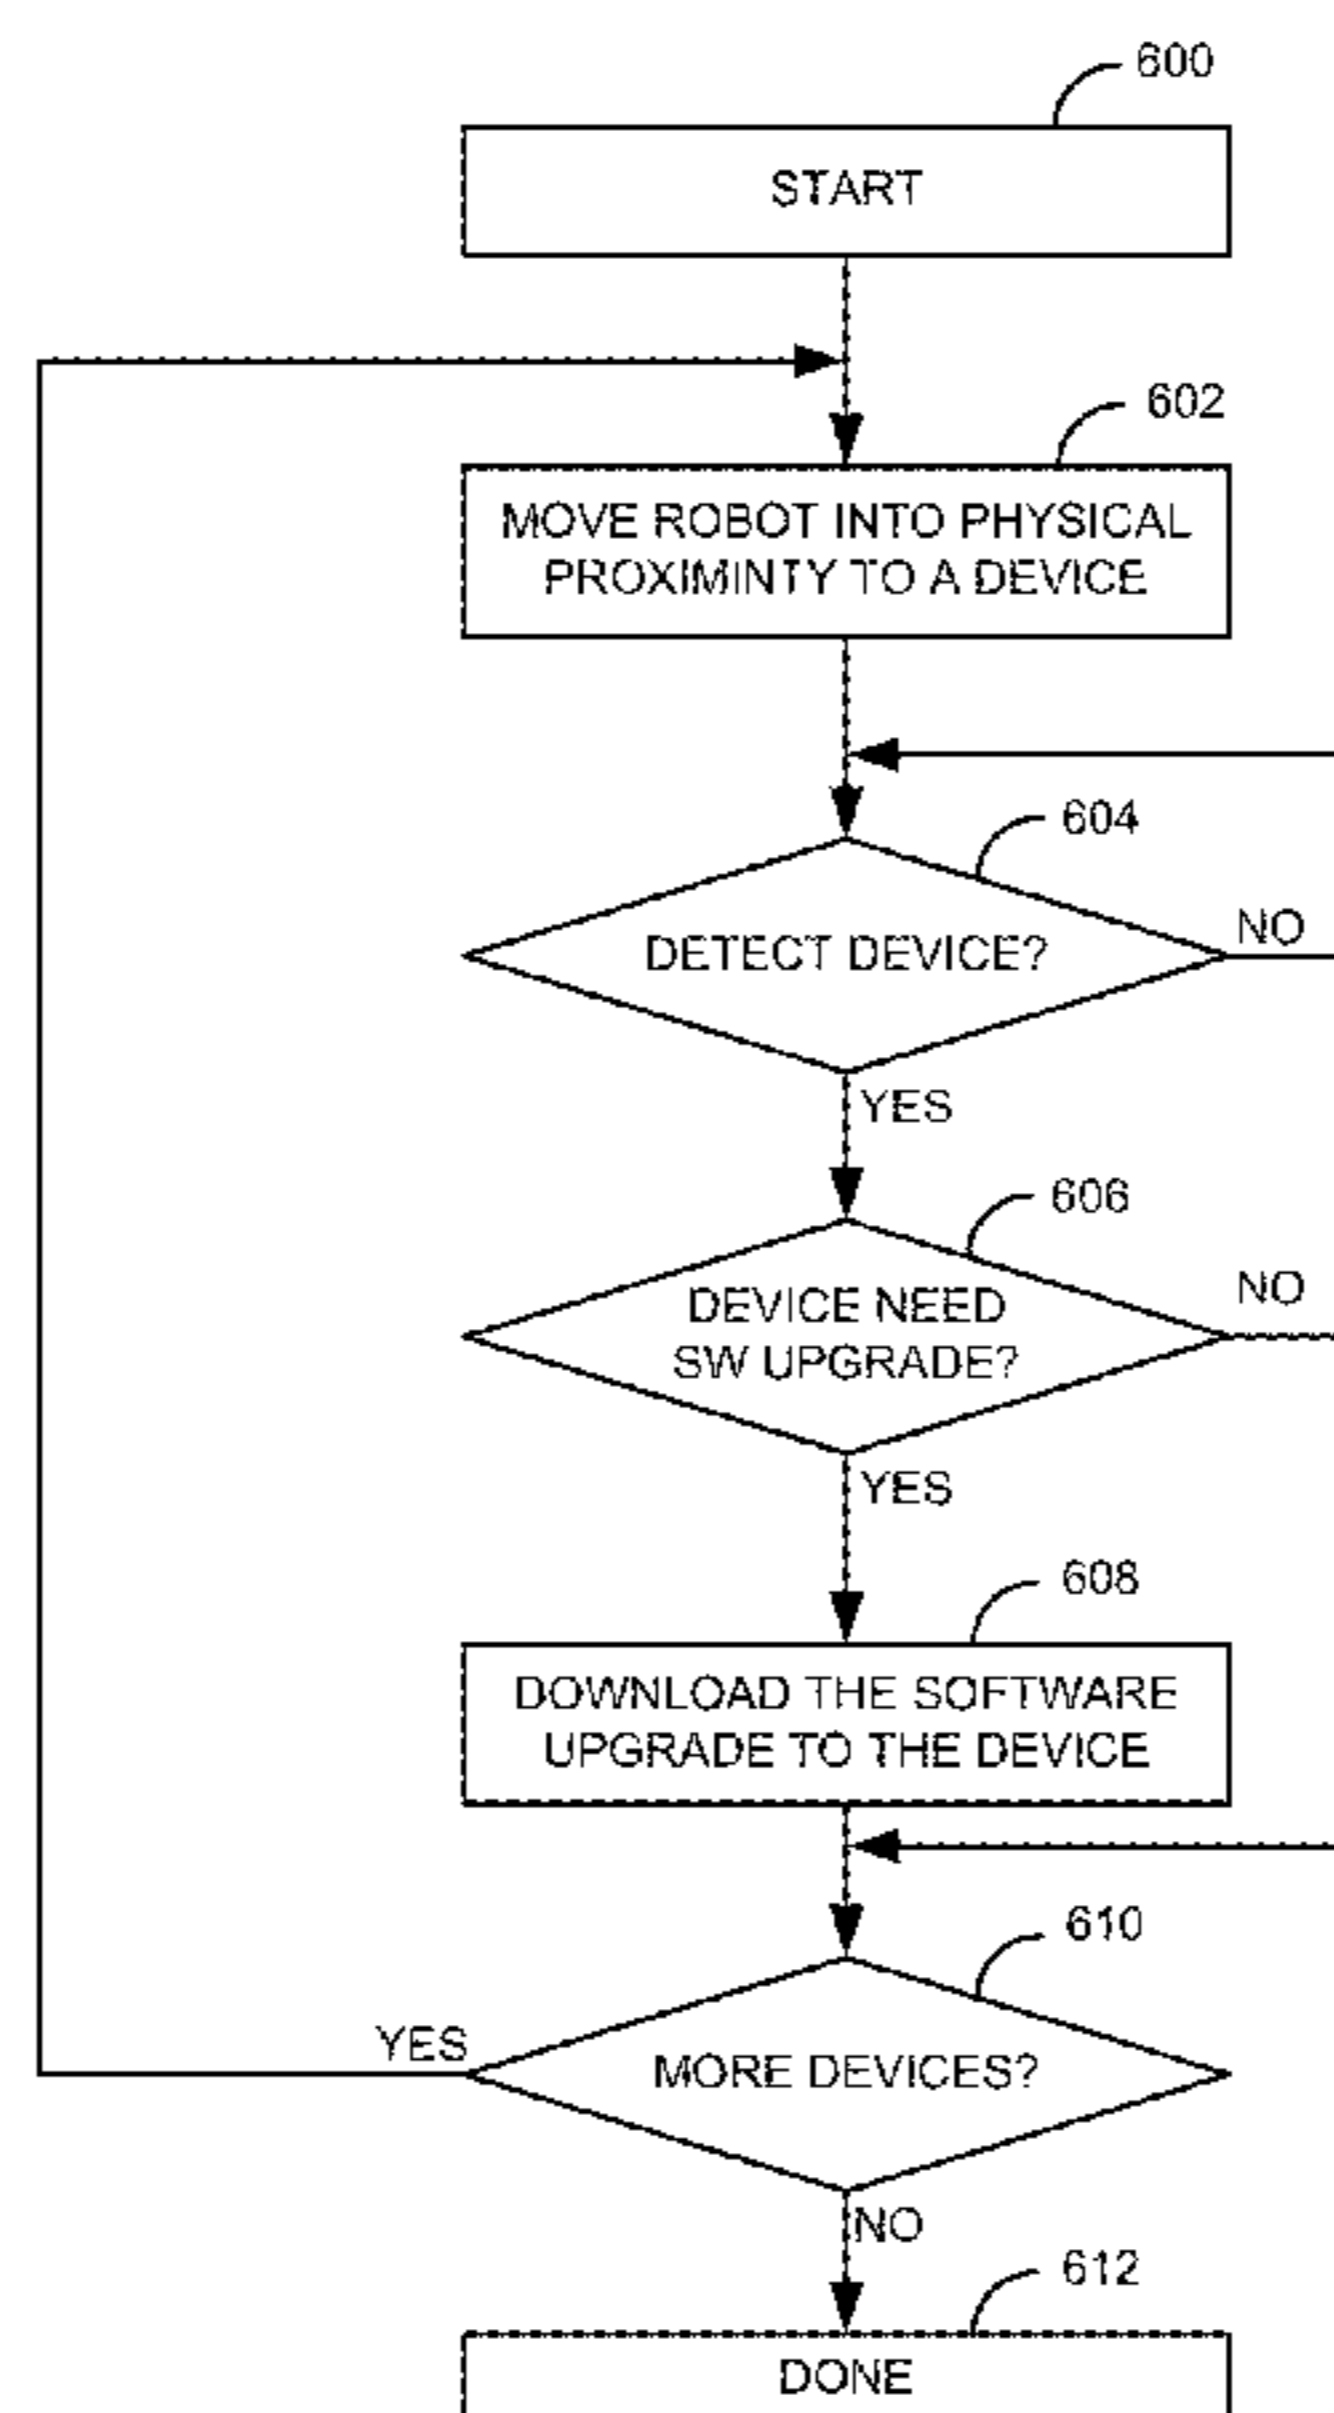 600
START
602
MOVE ROBOT INTO PHYSICAL
PROXIMINTY TO A DEVICE
604
DETECT DEVICE?
NO
YES
606
DEVICE NEED
SW UPGRADE?
NO
YES
608
DOWNLOAD THE SOFTWARE
UPGRADE TO THE DEVICE
610
YES
MORE DEVICES?
NO
612
DONE